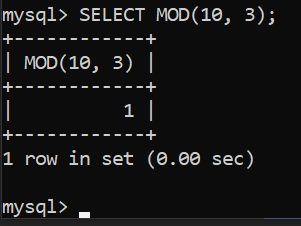 mysql> SELECT MOD(10, 3);
+------------+
| MOD(10, 3) |
+------------+
|          1 |
+------------+
1 row in set (0.00 sec)
mysql>